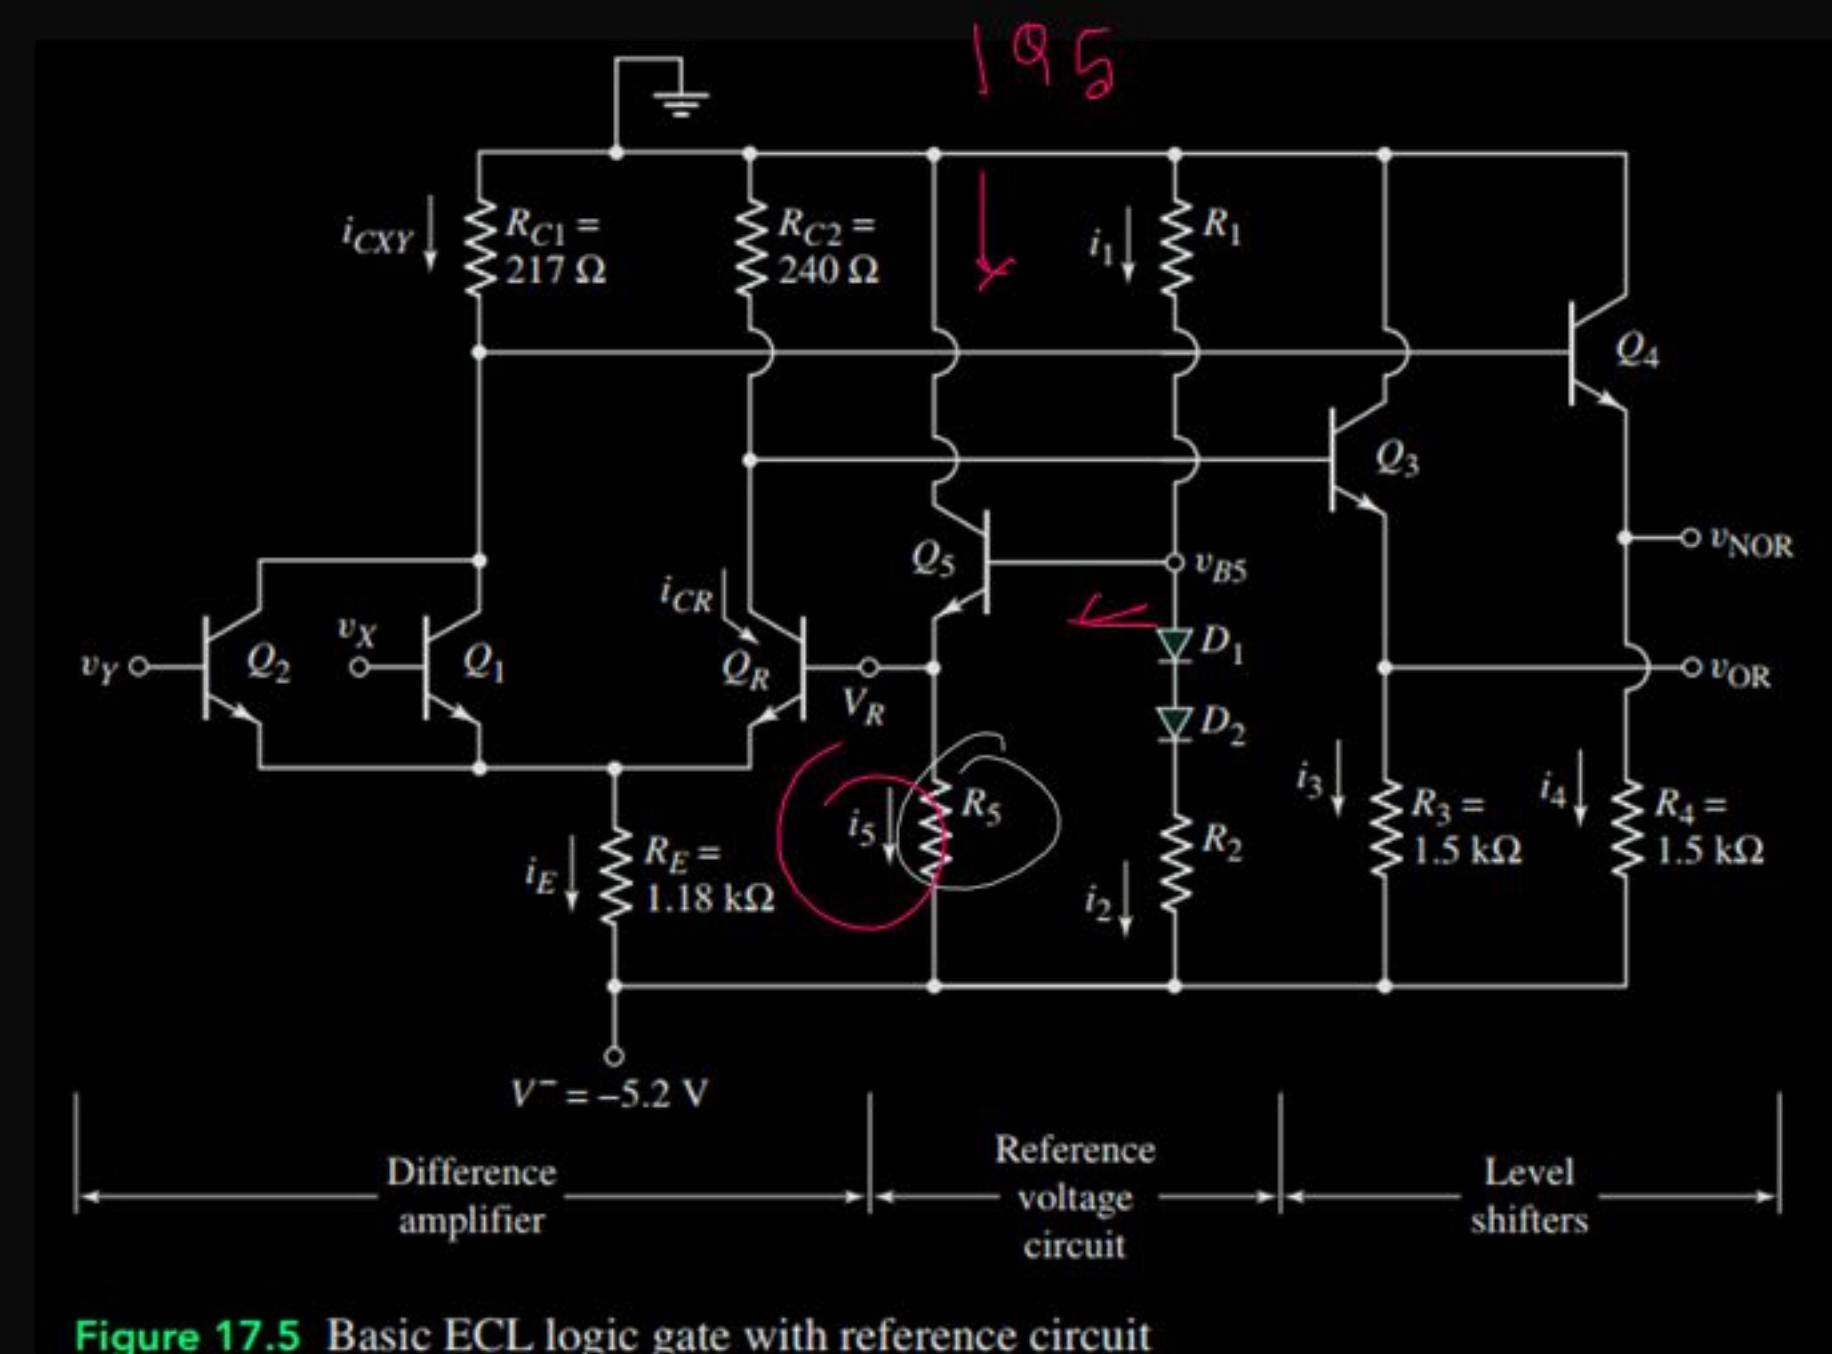 195
i_CXY R_C1 = 217 Ω
R_C2 = 240 Ω
i_1 R_1
Q_4
Q_3
Q_5
v_B5
v_NOR
i_CR
v_Y Q_2
v_X Q_1
Q_R
V_R
D_1
v_OR
D_2
i_E R_E = 1.18 kΩ
i_5 R_5
i_2 R_2
i_3 R_3 = 1.5 kΩ
i_4 R_4 = 1.5 kΩ
V⁻ = −5.2 V
Difference amplifier
Reference voltage circuit
Level shifters
Figure 17.5 Basic ECL logic gate with reference circuit